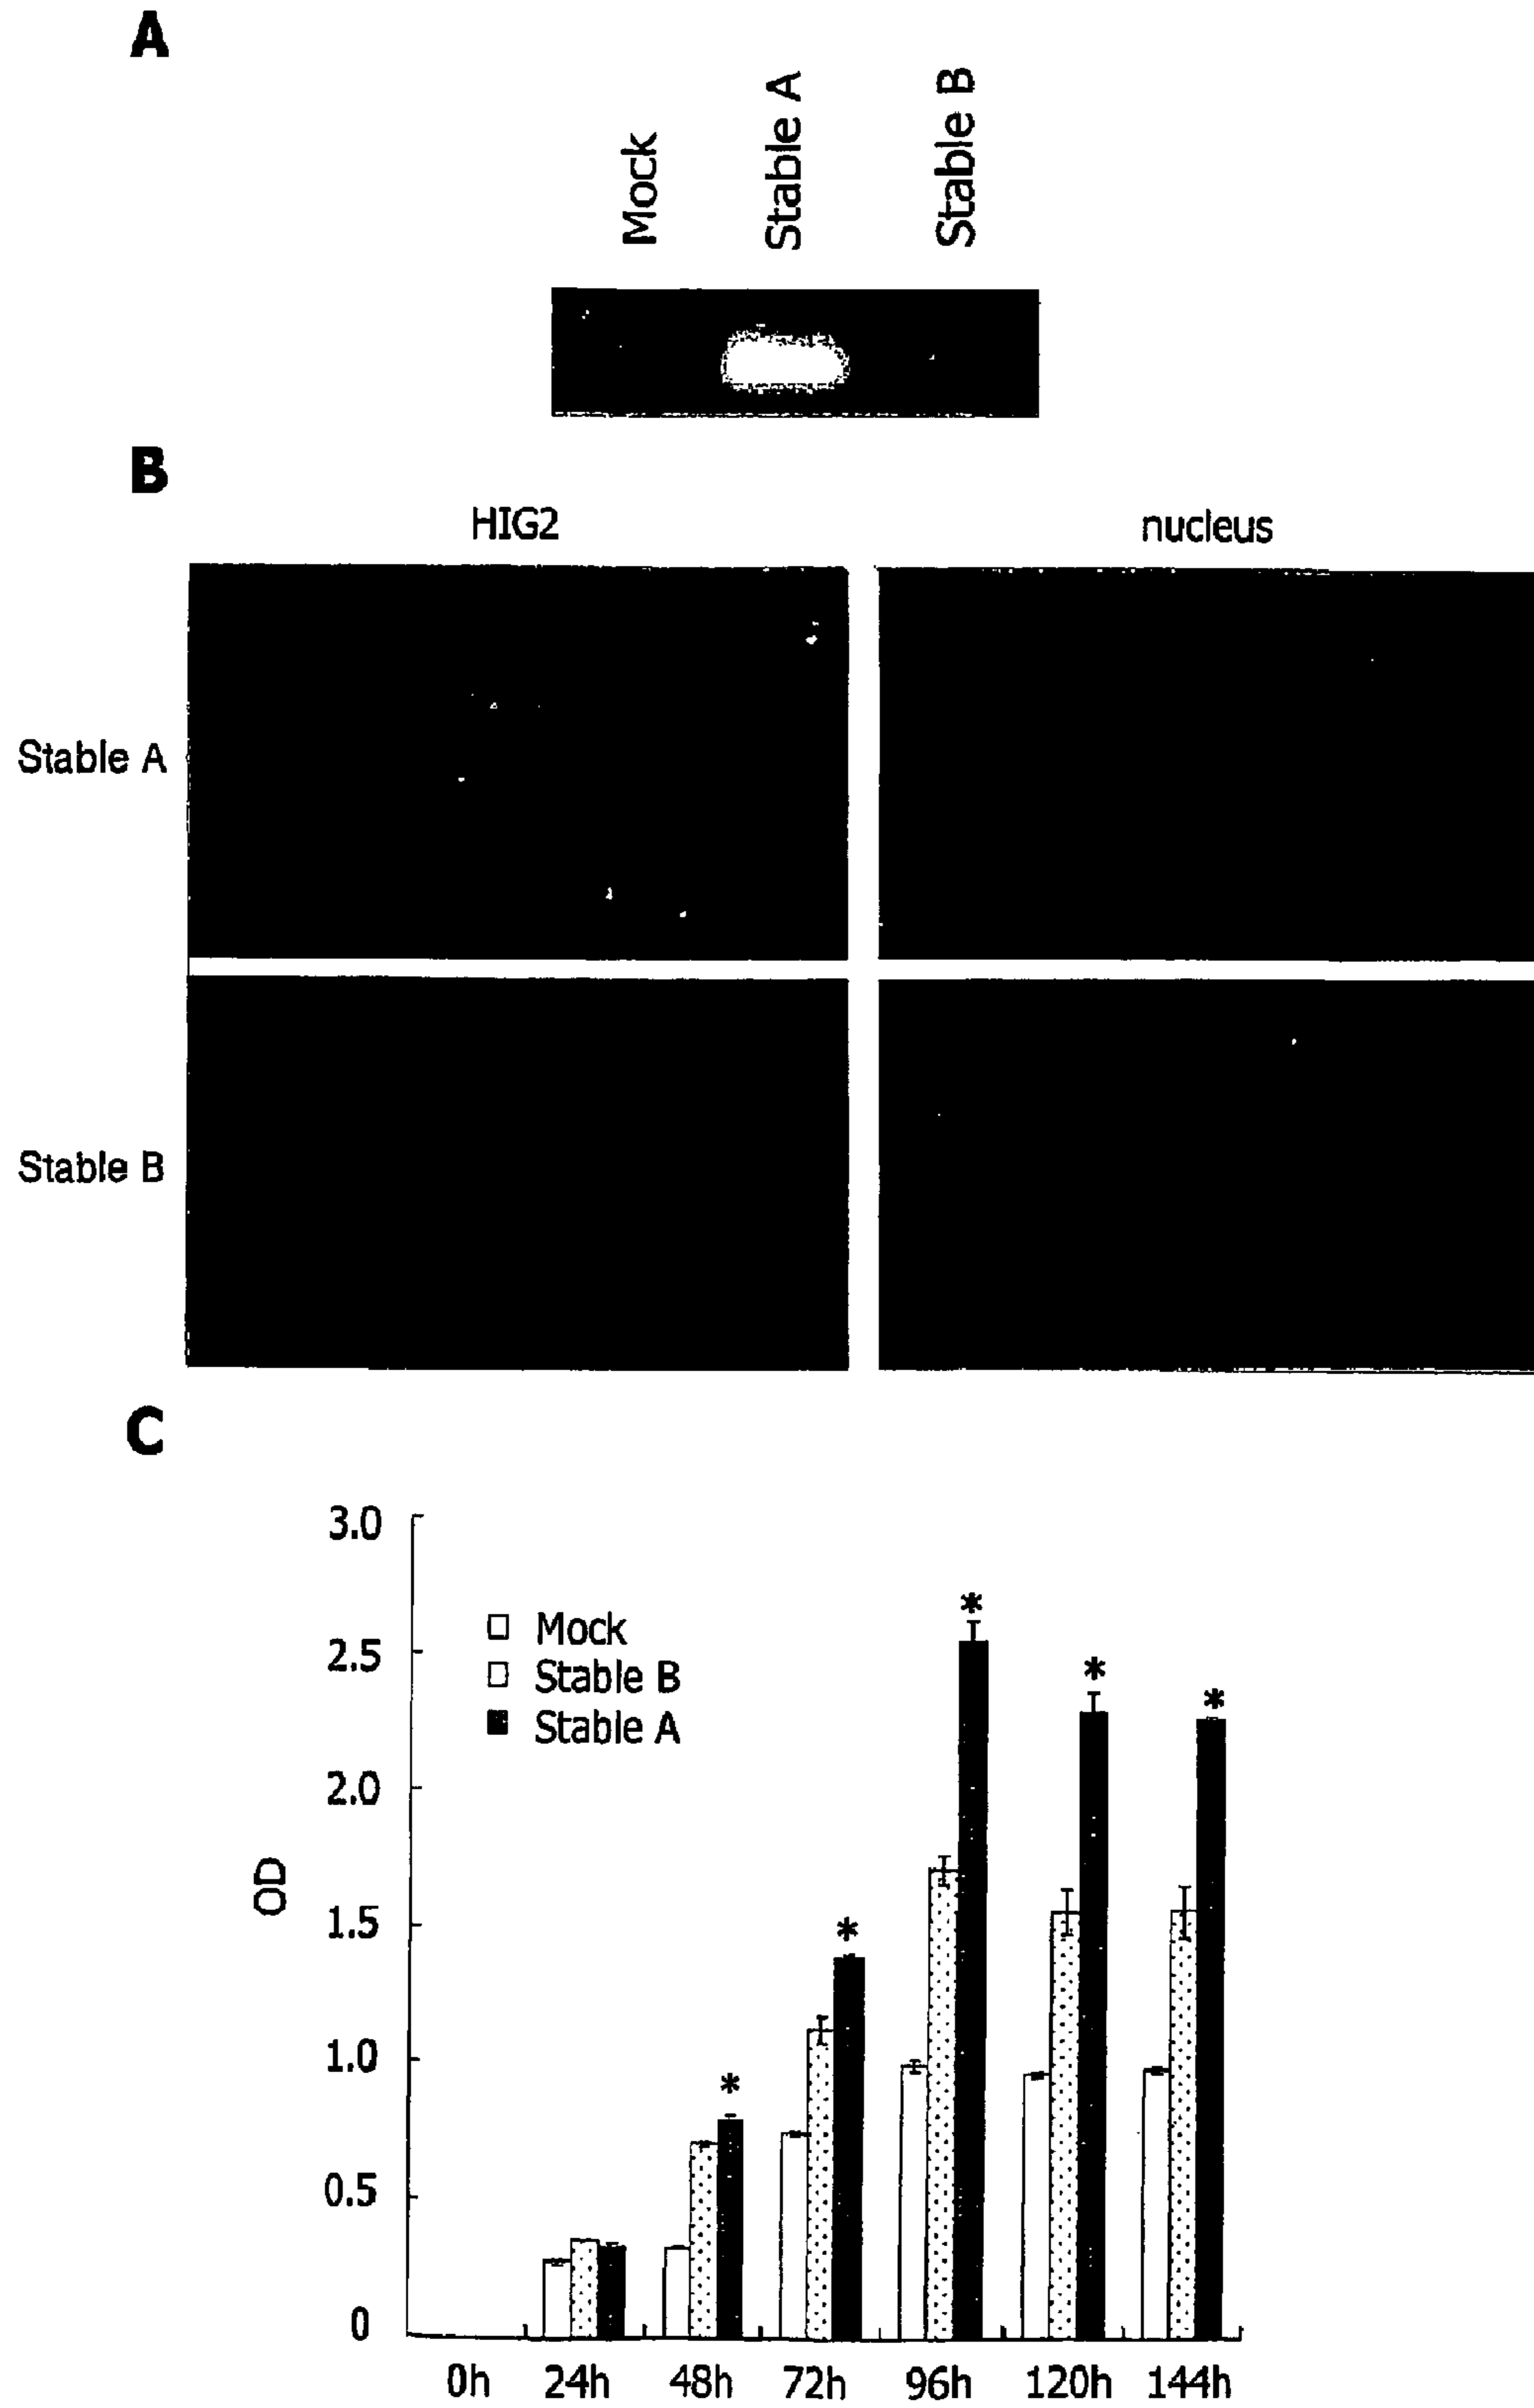 A
Mock
Stable A
Stable B
B
HIG2
nucleus
Stable A
Stable B
C
3.0
2.5
2.0
1.5
1.0
0.5
0
OD
Mock
Stable B
Stable A
*
*
*
*
*
0h 24h 48h 72h 96h 120h 144h